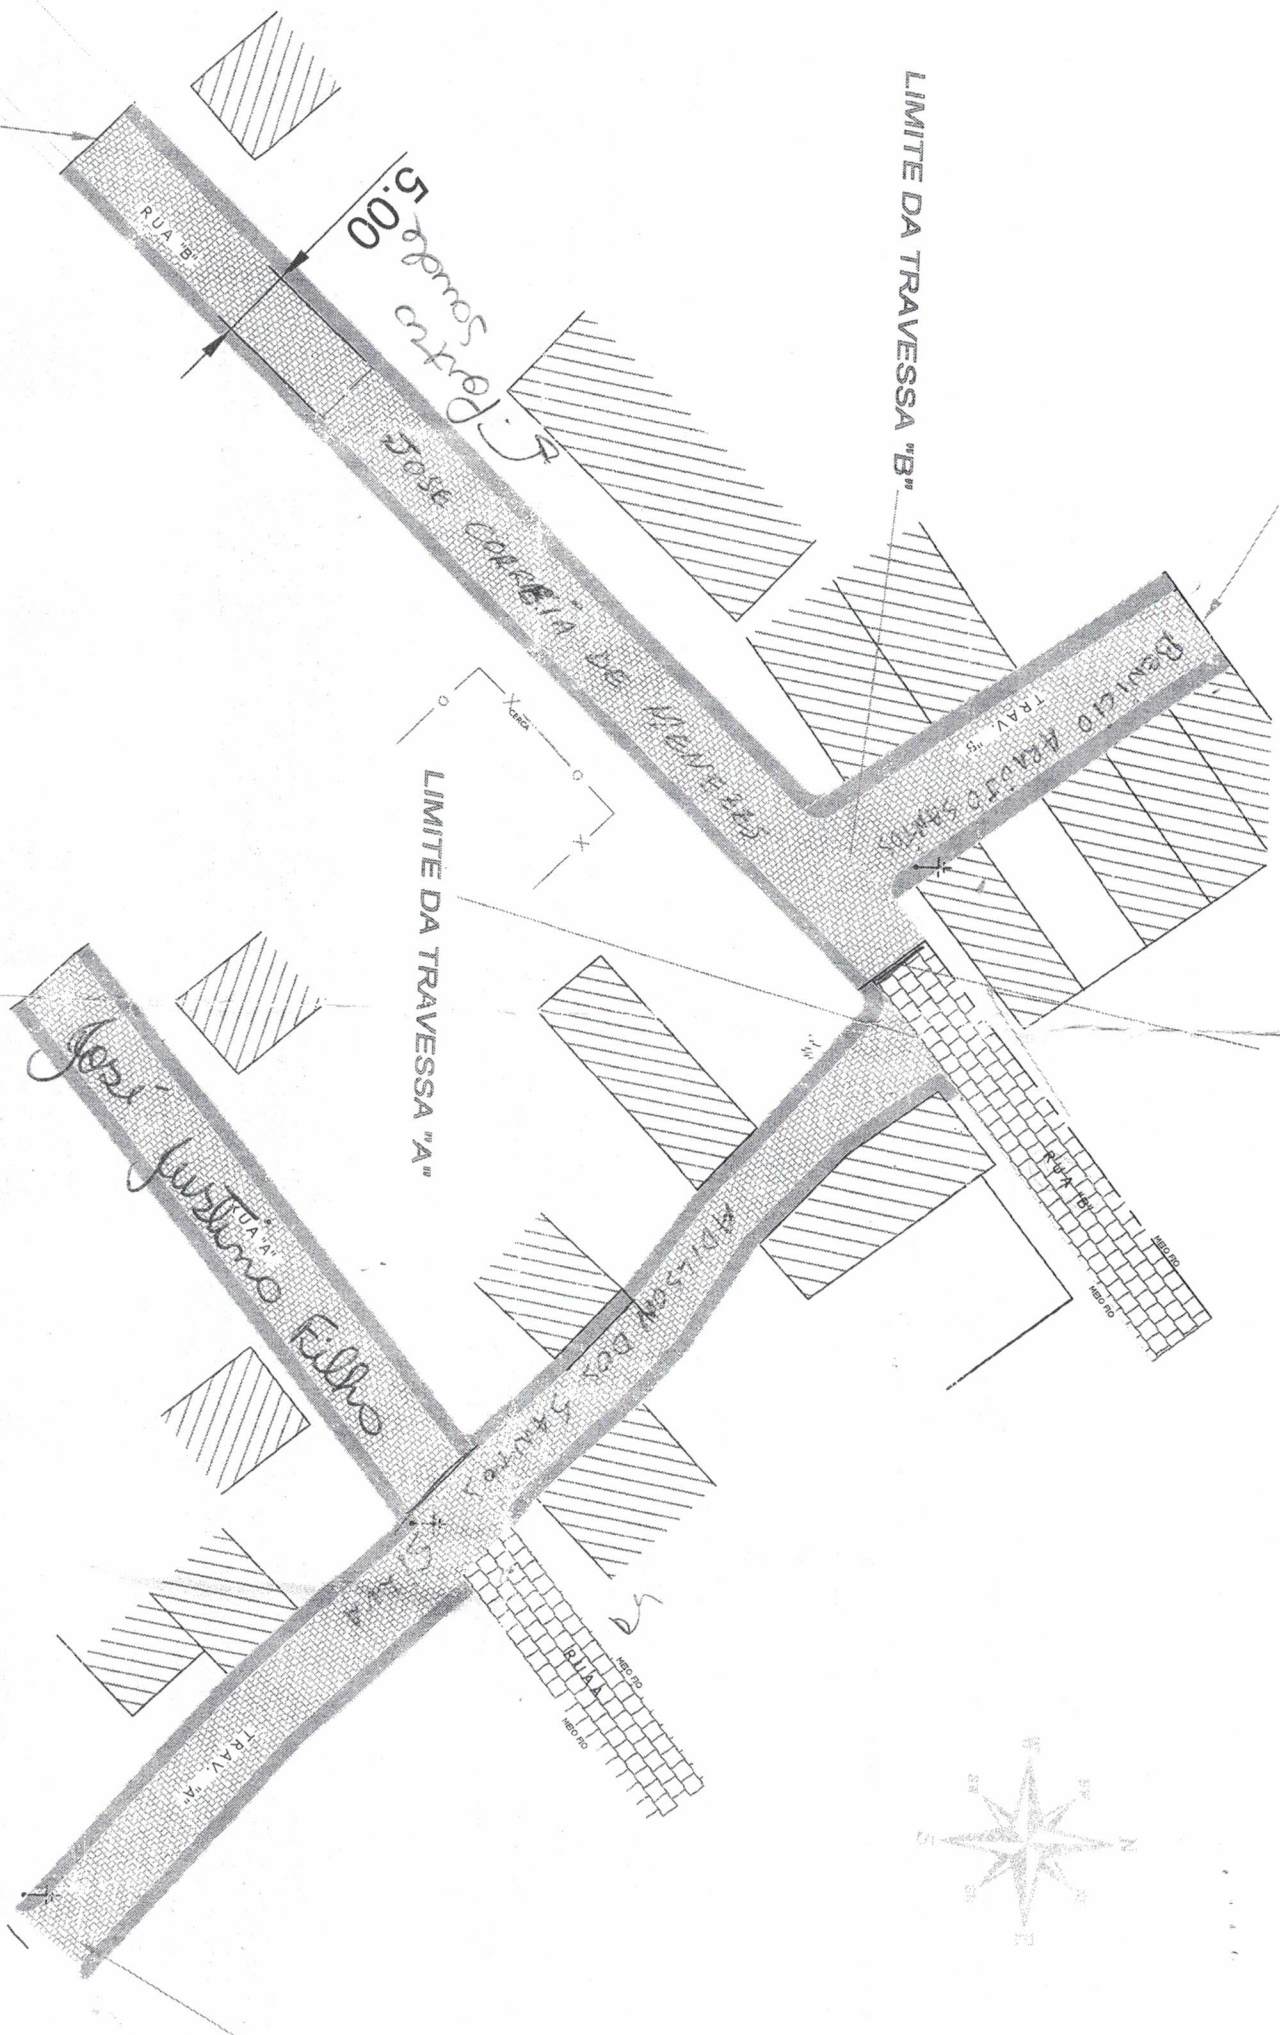 LIMITE DA TRAVESSA "B"
5.00
RUA "B"
JOSE CORREIA DE MENEZES
BENICIO ARAUJO SANTOS
TRAV. "B"
CERCA
LIMITE DA TRAVESSA "A"
RUA "B"
MEIO FIO
MEIO FIO
José Justino Filho
RUA "A"
ADILSON DOS SANTOS
RUA A
MEIO FIO
MEIO FIO
TRAV. "A"
N
S
E